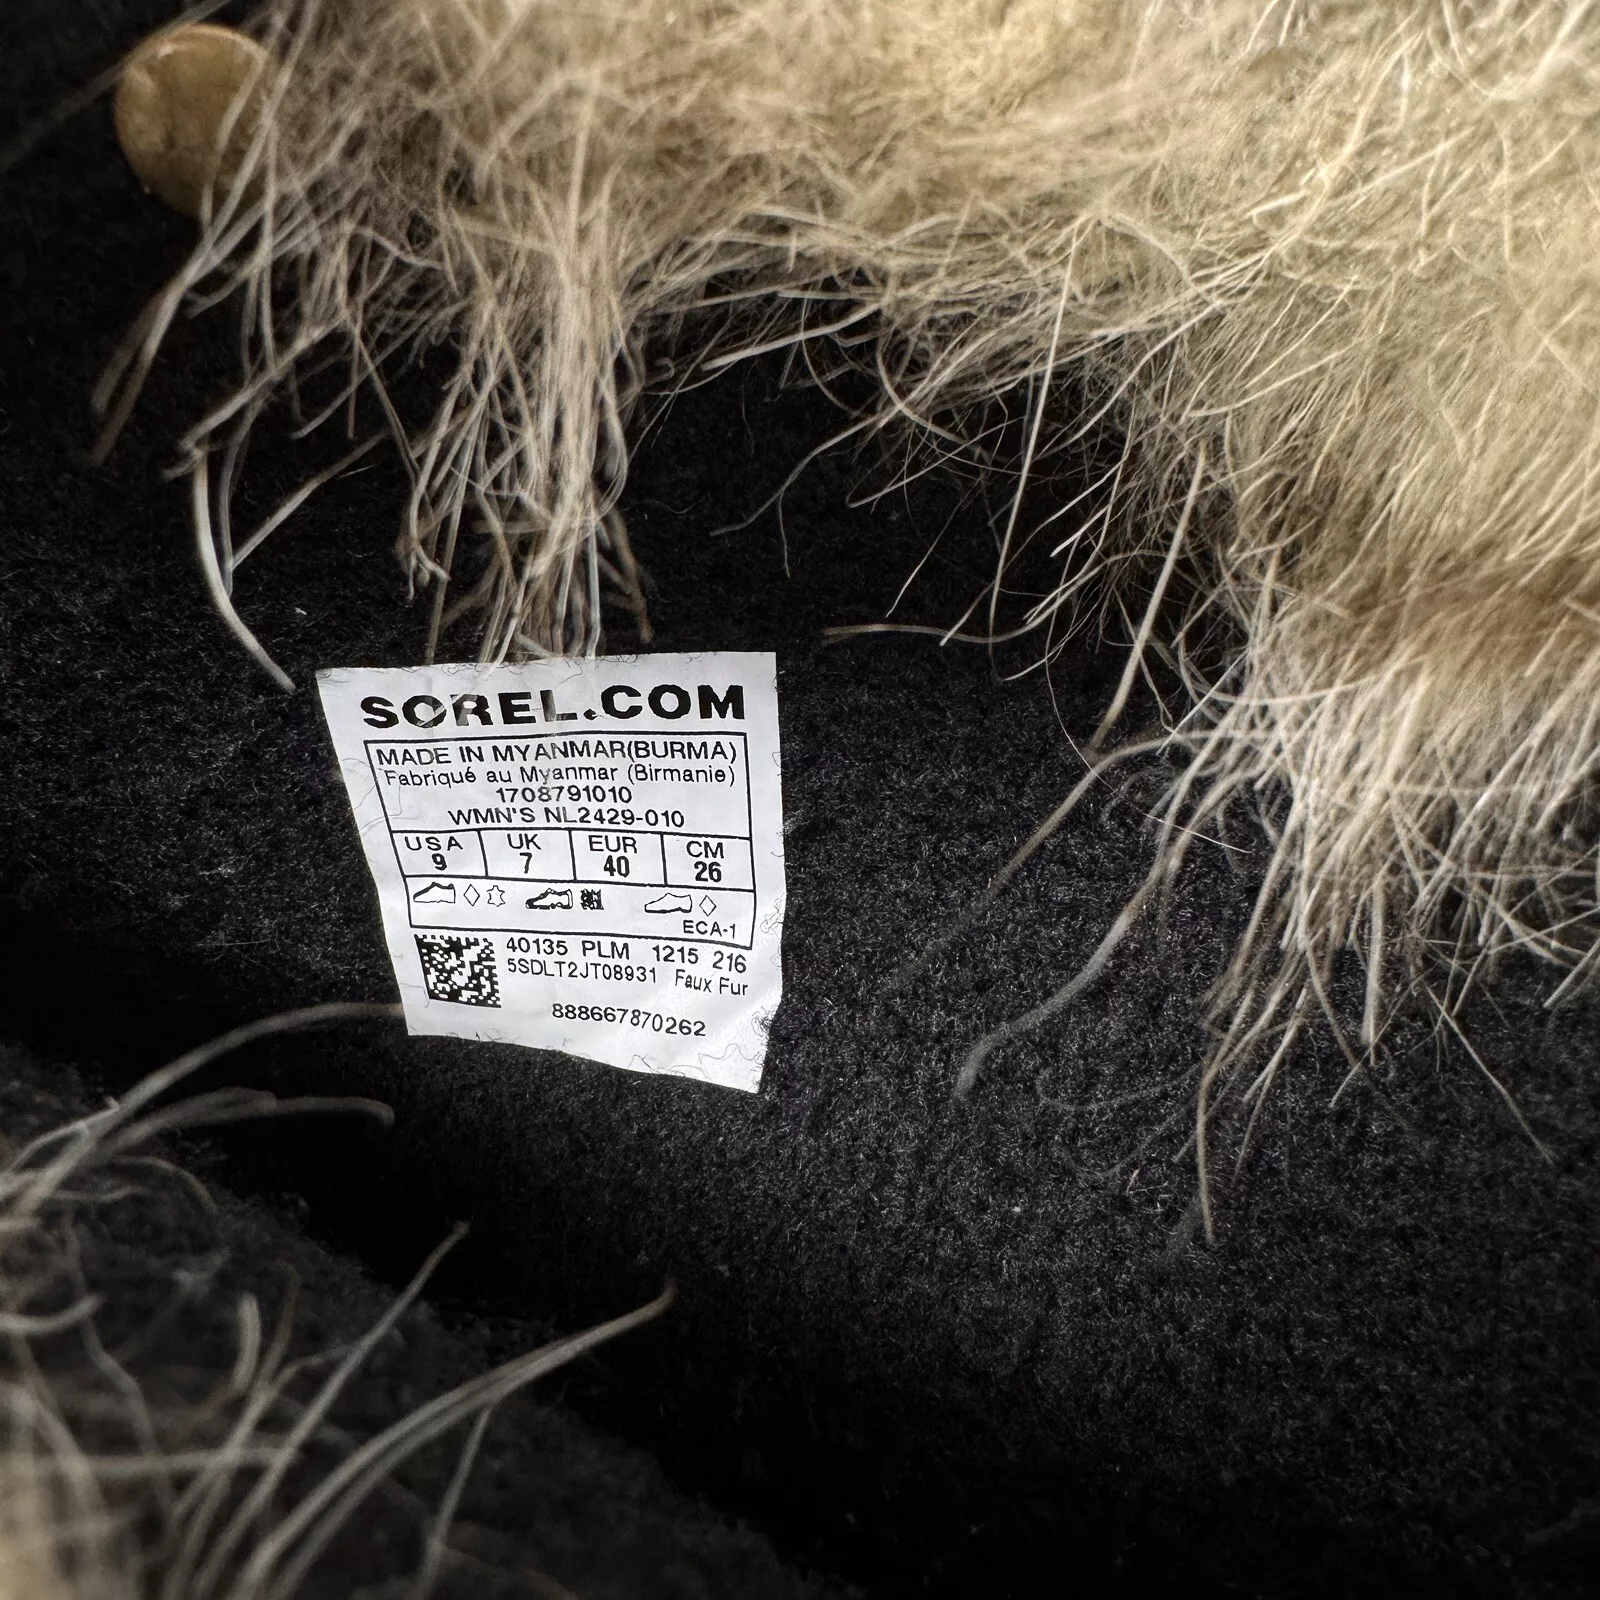 SOREL.COM
MADE IN MYANMAR(BURMA)
Fabriqué au Myanmar (Birmanie)
1708791010
WMN'S NL2429-010
USA UK EUR CM
9 7 40 26
ECA-1
40135 PLM 1215 216
5SDLT2JT08931 Faux Fur
888667870262